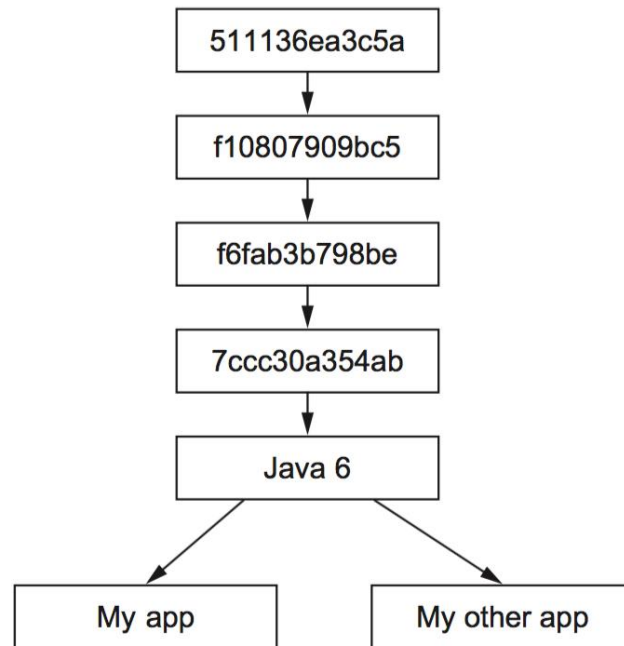 511136ea3c5a
f10807909bc5
f6fab3b798be
7ccc30a354ab
Java 6
My app
My other app